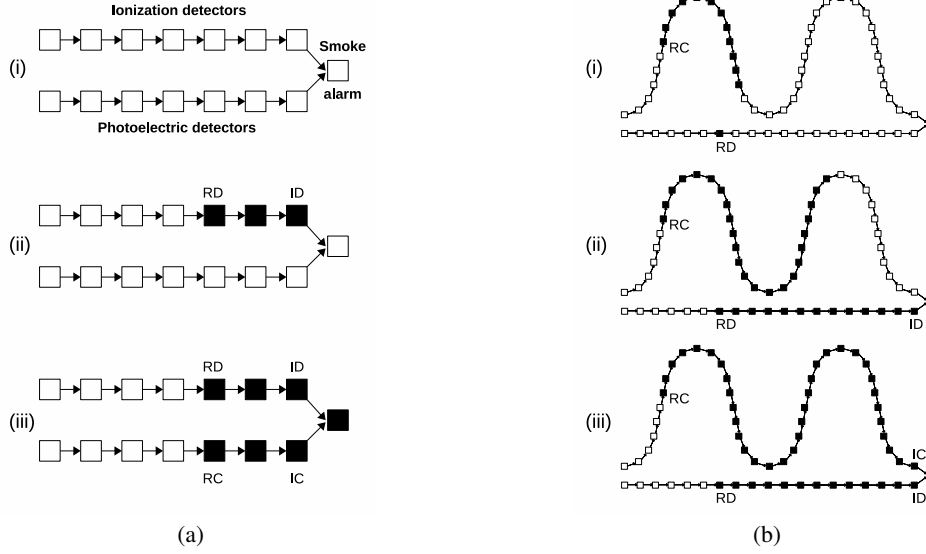 Ionization detectors
Smoke
(i)
alarm
Photoelectric detectors
RD ID
(ii)
RD ID
(iii)
RC IC
(a)
RC
(i)
RD
RC
(ii)
RD ID
RC
(iii)
IC
RD ID
(b)